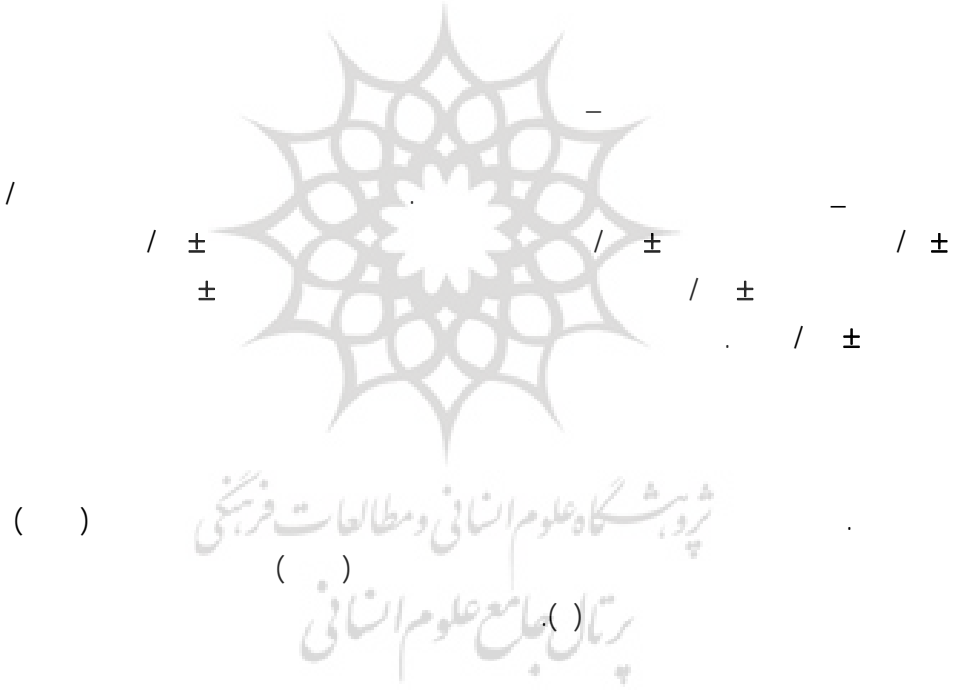 –
/ . –
/ ± / ± / ±
± / ±
. / ±
( ) .
پژوهشگاه علوم انسانی و مطالعات فرهنگی
( )
.( )
پرتال جامع علوم انسانی